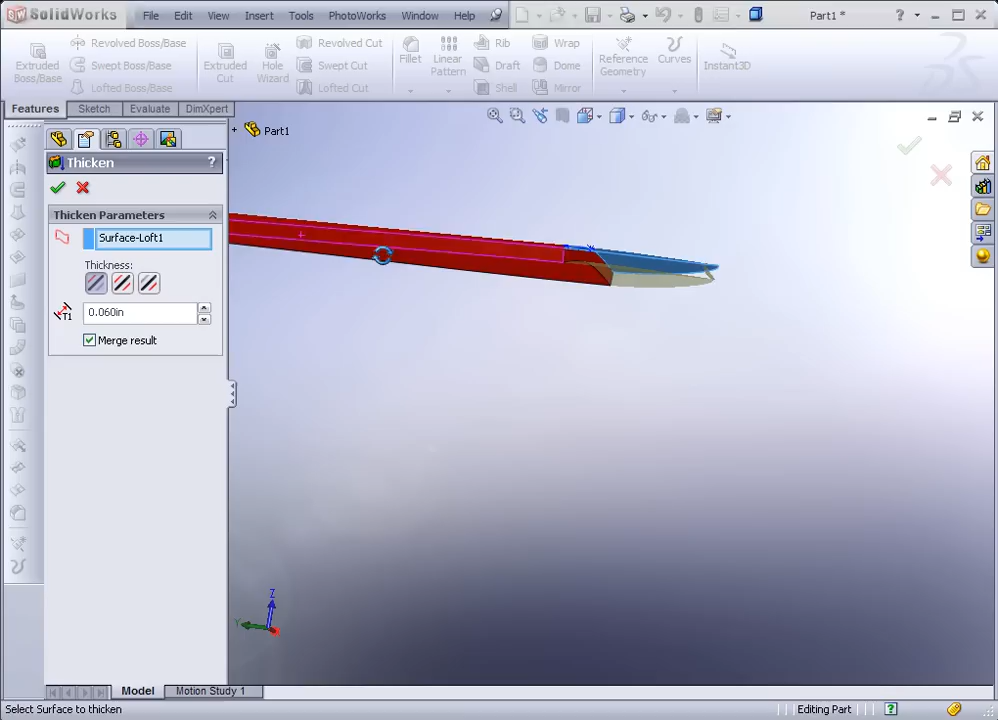 SolidWorks
File Edit View Insert Tools PhotoWorks Window Help
Part1 *
Extruded Boss/Base
Revolved Boss/Base
Swept Boss/Base
Lofted Boss/Base
Extruded Cut
Hole Wizard
Revolved Cut
Swept Cut
Lofted Cut
Fillet
Linear Pattern
Rib
Draft
Shell
Wrap
Dome
Mirror
Reference Geometry
Curves
Instant3D
Features Sketch Evaluate DimXpert
Part1
Thicken ?
Thicken Parameters
Surface-Loft1
Thickness:
T1
0.060in
Merge result
Z
Y
Model Motion Study 1
Select Surface to thicken
Editing Part